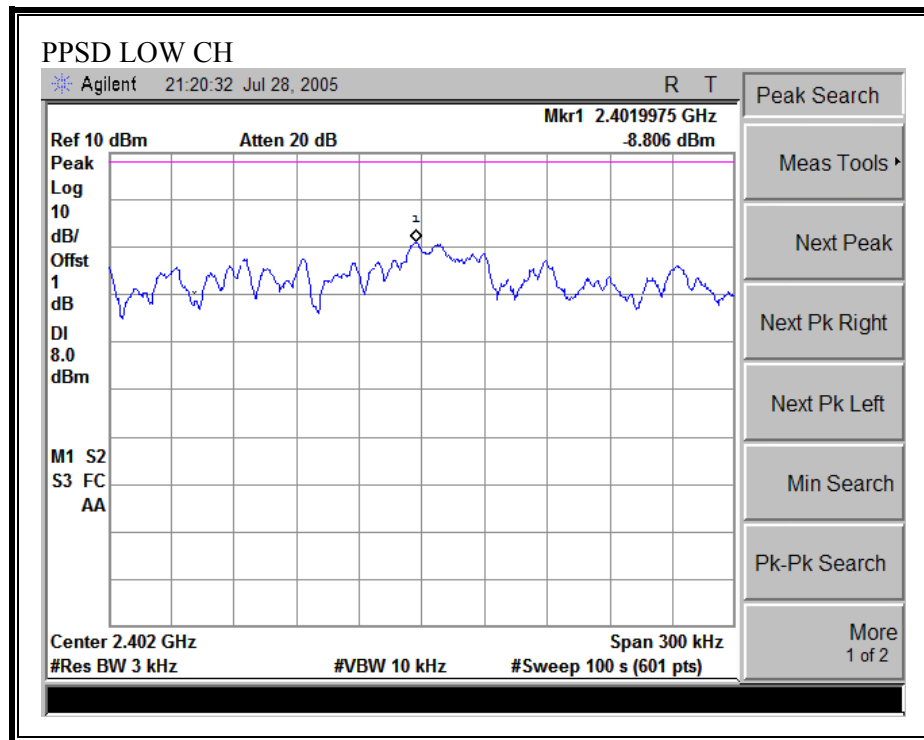 PPSD LOW CH
Agilent 21:20:32 Jul 28, 2005 R T
Mkr1 2.4019975 GHz
Ref 10 dBm Atten 20 dB -8.806 dBm
Peak
Log
10
dB/
Offst
1
dB
DI
8.0
dBm
M1 S2
S3 FC
AA
1
Center 2.402 GHz Span 300 kHz
#Res BW 3 kHz #VBW 10 kHz #Sweep 100 s (601 pts)
Peak Search
Meas Tools
Next Peak
Next Pk Right
Next Pk Left
Min Search
Pk-Pk Search
More
1 of 2